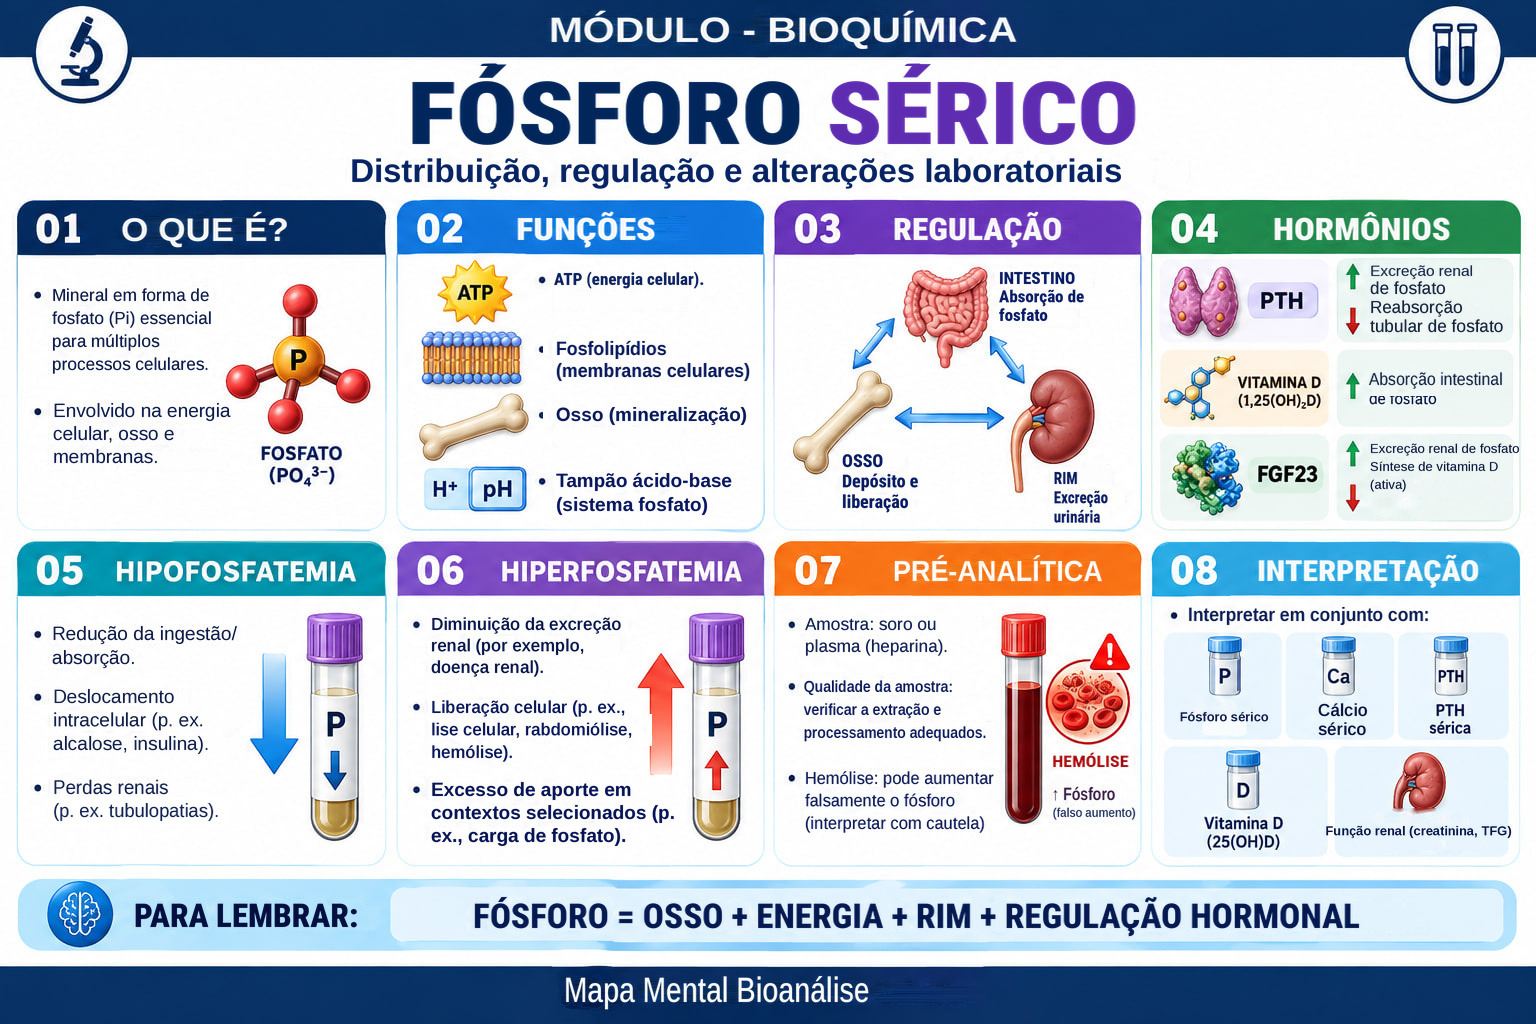 MÓDULO - BIOQUÍMICA
FÓSFORO SÉRICO
Distribuição, regulação e alterações laboratoriais
01 O QUE É?
• Mineral em forma de
fosfato (Pi) essencial
para múltiplos
processos celulares.
• Envolvido na energia
celular, osso e
membranas.
P
FOSFATO
(PO₄³⁻)
02 FUNÇÕES
ATP
• ATP (energia celular).
• Fosfolipídios
(membranas celulares)
• Osso (mineralização)
H⁺ pH
• Tampão ácido-base
(sistema fosfato)
03 REGULAÇÃO
INTESTINO
Absorção de
fosfato
OSSO
Depósito e
liberação
RIM
Excreção
urinária
04 HORMÔNIOS
PTH
Excreção renal
de fosfato
Reabsorção
tubular de fosfato
VITAMINA D
(1,25(OH)₂D)
Absorção intestinal
de fosfato
FGF23
Excreção renal de fosfato
Síntese de vitamina D
(ativa)
05 HIPOFOSFATEMIA
• Redução da ingestão/
absorção.
• Deslocamento
intracelular (p. ex.
alcalose, insulina).
• Perdas renais
(p. ex. tubulopatias).
P
06 HIPERFOSFATEMIA
• Diminuição da excreção
renal (por exemplo,
doença renal).
• Liberação celular (p. ex.,
lise celular, rabdomiólise,
hemólise).
• Excesso de aporte em
contextos selecionados (p.
ex., carga de fosfato).
P
07 PRÉ-ANALÍTICA
• Amostra: soro ou
plasma (heparina).
• Qualidade da amostra:
verificar a extração e
processamento adequados.
• Hemólise: pode aumentar
falsamente o fósforo
(interpretar com cautela)
!
HEMÓLISE
↑ Fósforo
(falso aumento)
08 INTERPRETAÇÃO
• Interpretar em conjunto com:
P
Fósforo sérico
Ca
Cálcio
sérico
PTH
PTH
sérica
D
Vitamina D
(25(OH)D)
Função renal (creatinina, TFG)
PARA LEMBRAR:
FÓSFORO = OSSO + ENERGIA + RIM + REGULAÇÃO HORMONAL
Mapa Mental Bioanálise